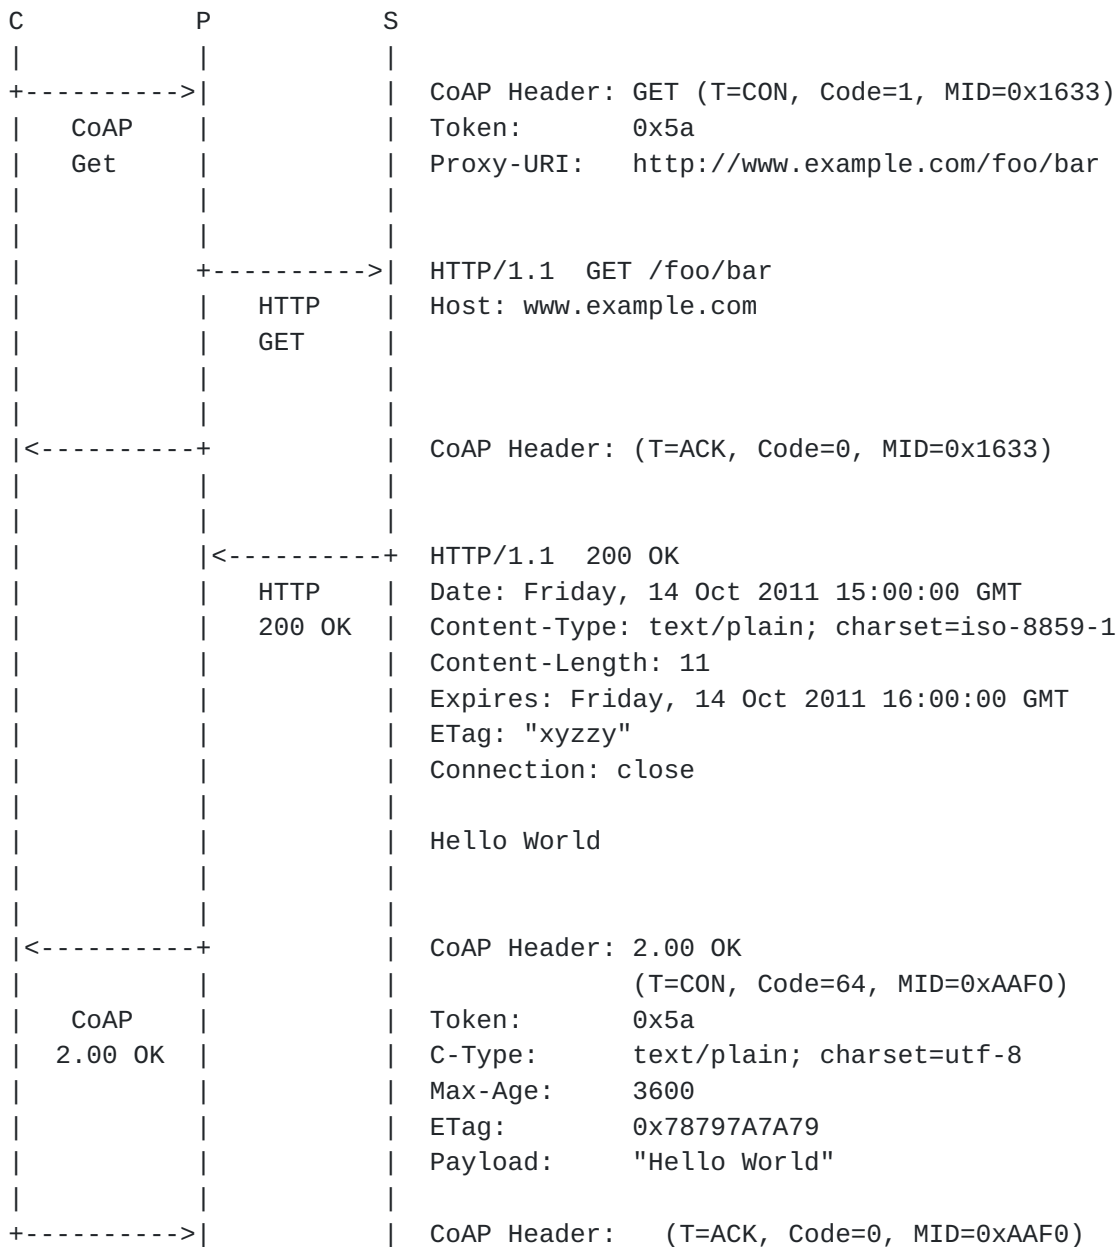 C           P           S
|           |           |
+---------->|           |  CoAP Header: GET (T=CON, Code=1, MID=0x1633)
|   CoAP    |           |  Token:       0x5a
|   Get     |           |  Proxy-URI:   http://www.example.com/foo/bar
|           |           |
|           |           |
|           +---------->|  HTTP/1.1  GET /foo/bar
|           |   HTTP    |  Host: www.example.com
|           |   GET     |
|           |           |
|           |           |
|<----------+           |  CoAP Header: (T=ACK, Code=0, MID=0x1633)
|           |           |
|           |           |
|           |<----------+  HTTP/1.1  200 OK
|           |   HTTP    |  Date: Friday, 14 Oct 2011 15:00:00 GMT
|           |   200 OK  |  Content-Type: text/plain; charset=iso-8859-1
|           |           |  Content-Length: 11
|           |           |  Expires: Friday, 14 Oct 2011 16:00:00 GMT
|           |           |  ETag: "xyzzy"
|           |           |  Connection: close
|           |           |
|           |           |  Hello World
|           |           |
|           |           |
|<----------+           |  CoAP Header: 2.00 OK
|           |           |               (T=CON, Code=64, MID=0xAAFO)
|   CoAP    |           |  Token:       0x5a
|  2.00 OK  |           |  C-Type:      text/plain; charset=utf-8
|           |           |  Max-Age:     3600
|           |           |  ETag:        0x78797A7A79
|           |           |  Payload:     "Hello World"
|           |           |
+---------->|           |  CoAP Header:   (T=ACK, Code=0, MID=0xAAF0)